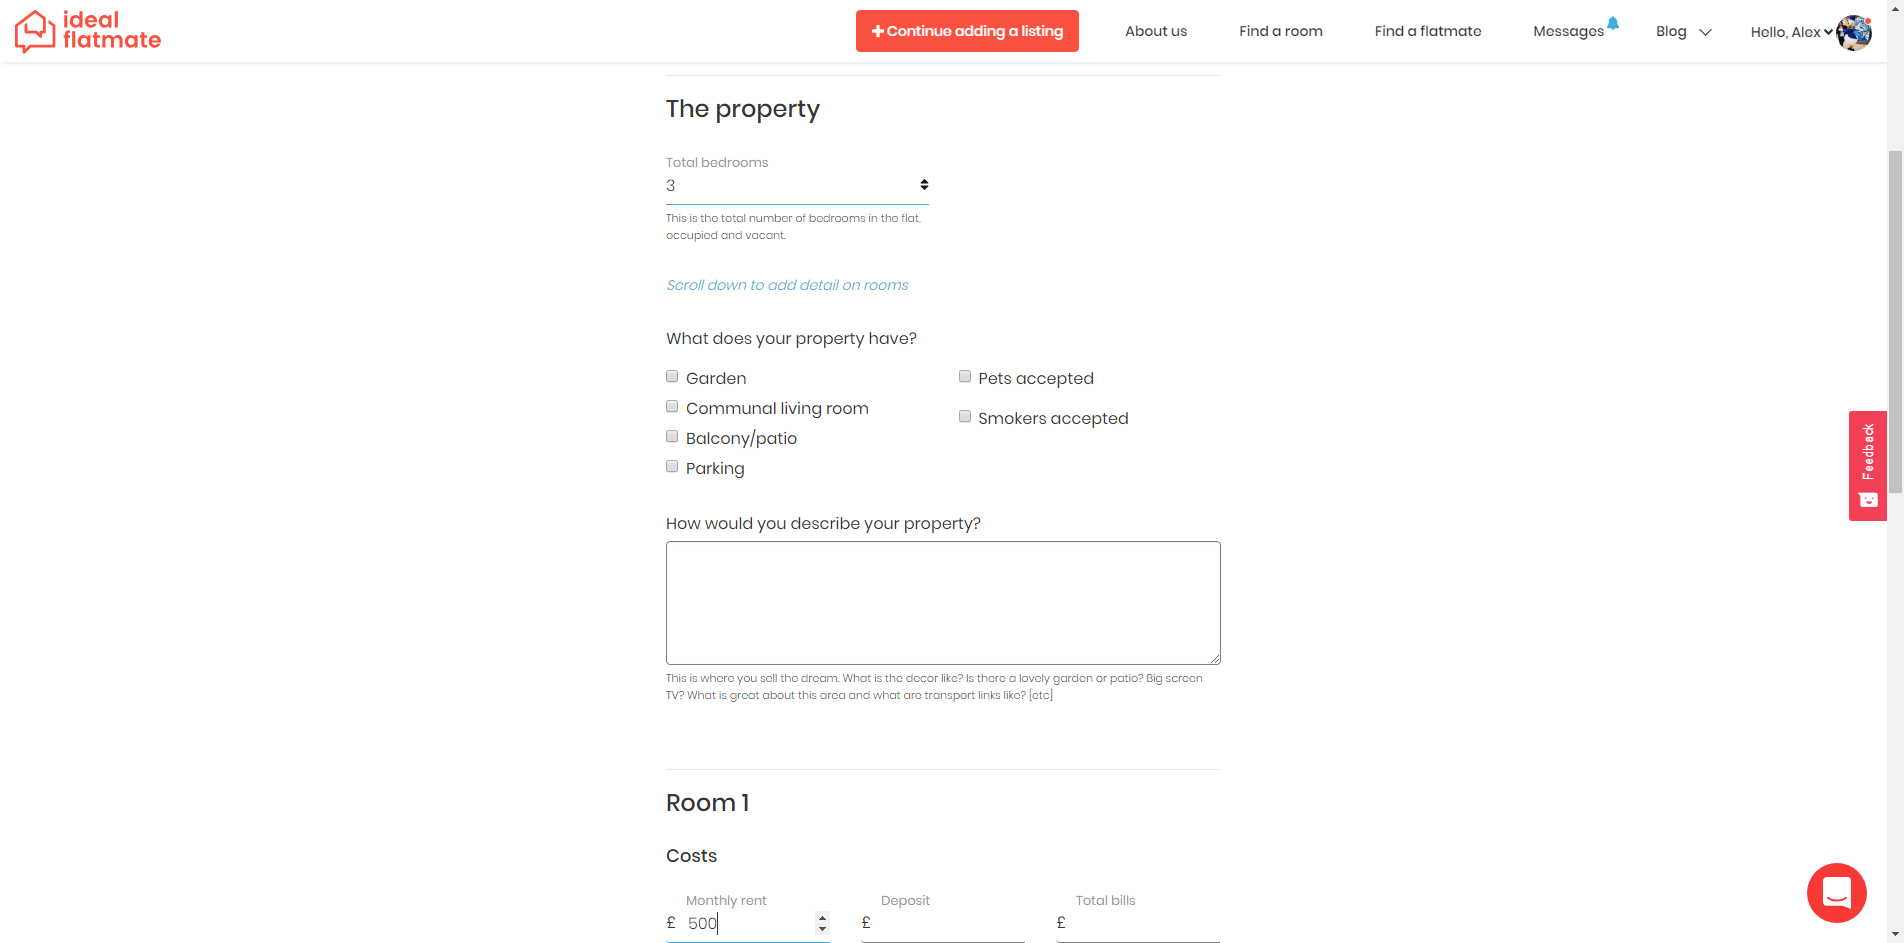 ideal
flatmate
Continue adding a listing
About us
Find a room
Find a flatmate
Messages
Blog
Hello, Alex
The property
Total bedrooms
3
This is the total number of bedrooms in the flat,
occupied and vacant.
Scroll down to add detail on rooms
What does your property have?
Garden
Pets accepted
Communal living room
Smokers accepted
Balcony/patio
Parking
Feedback
How would you describe your property?
This is where you sell the dream. What is the decor like? Is there a lovely garden or patio? Big screen
TV? What is great about this area and what are transport links like? [etc]
Room 1
Costs
Monthly rent
Deposit
Total bills
£ 500
£
£